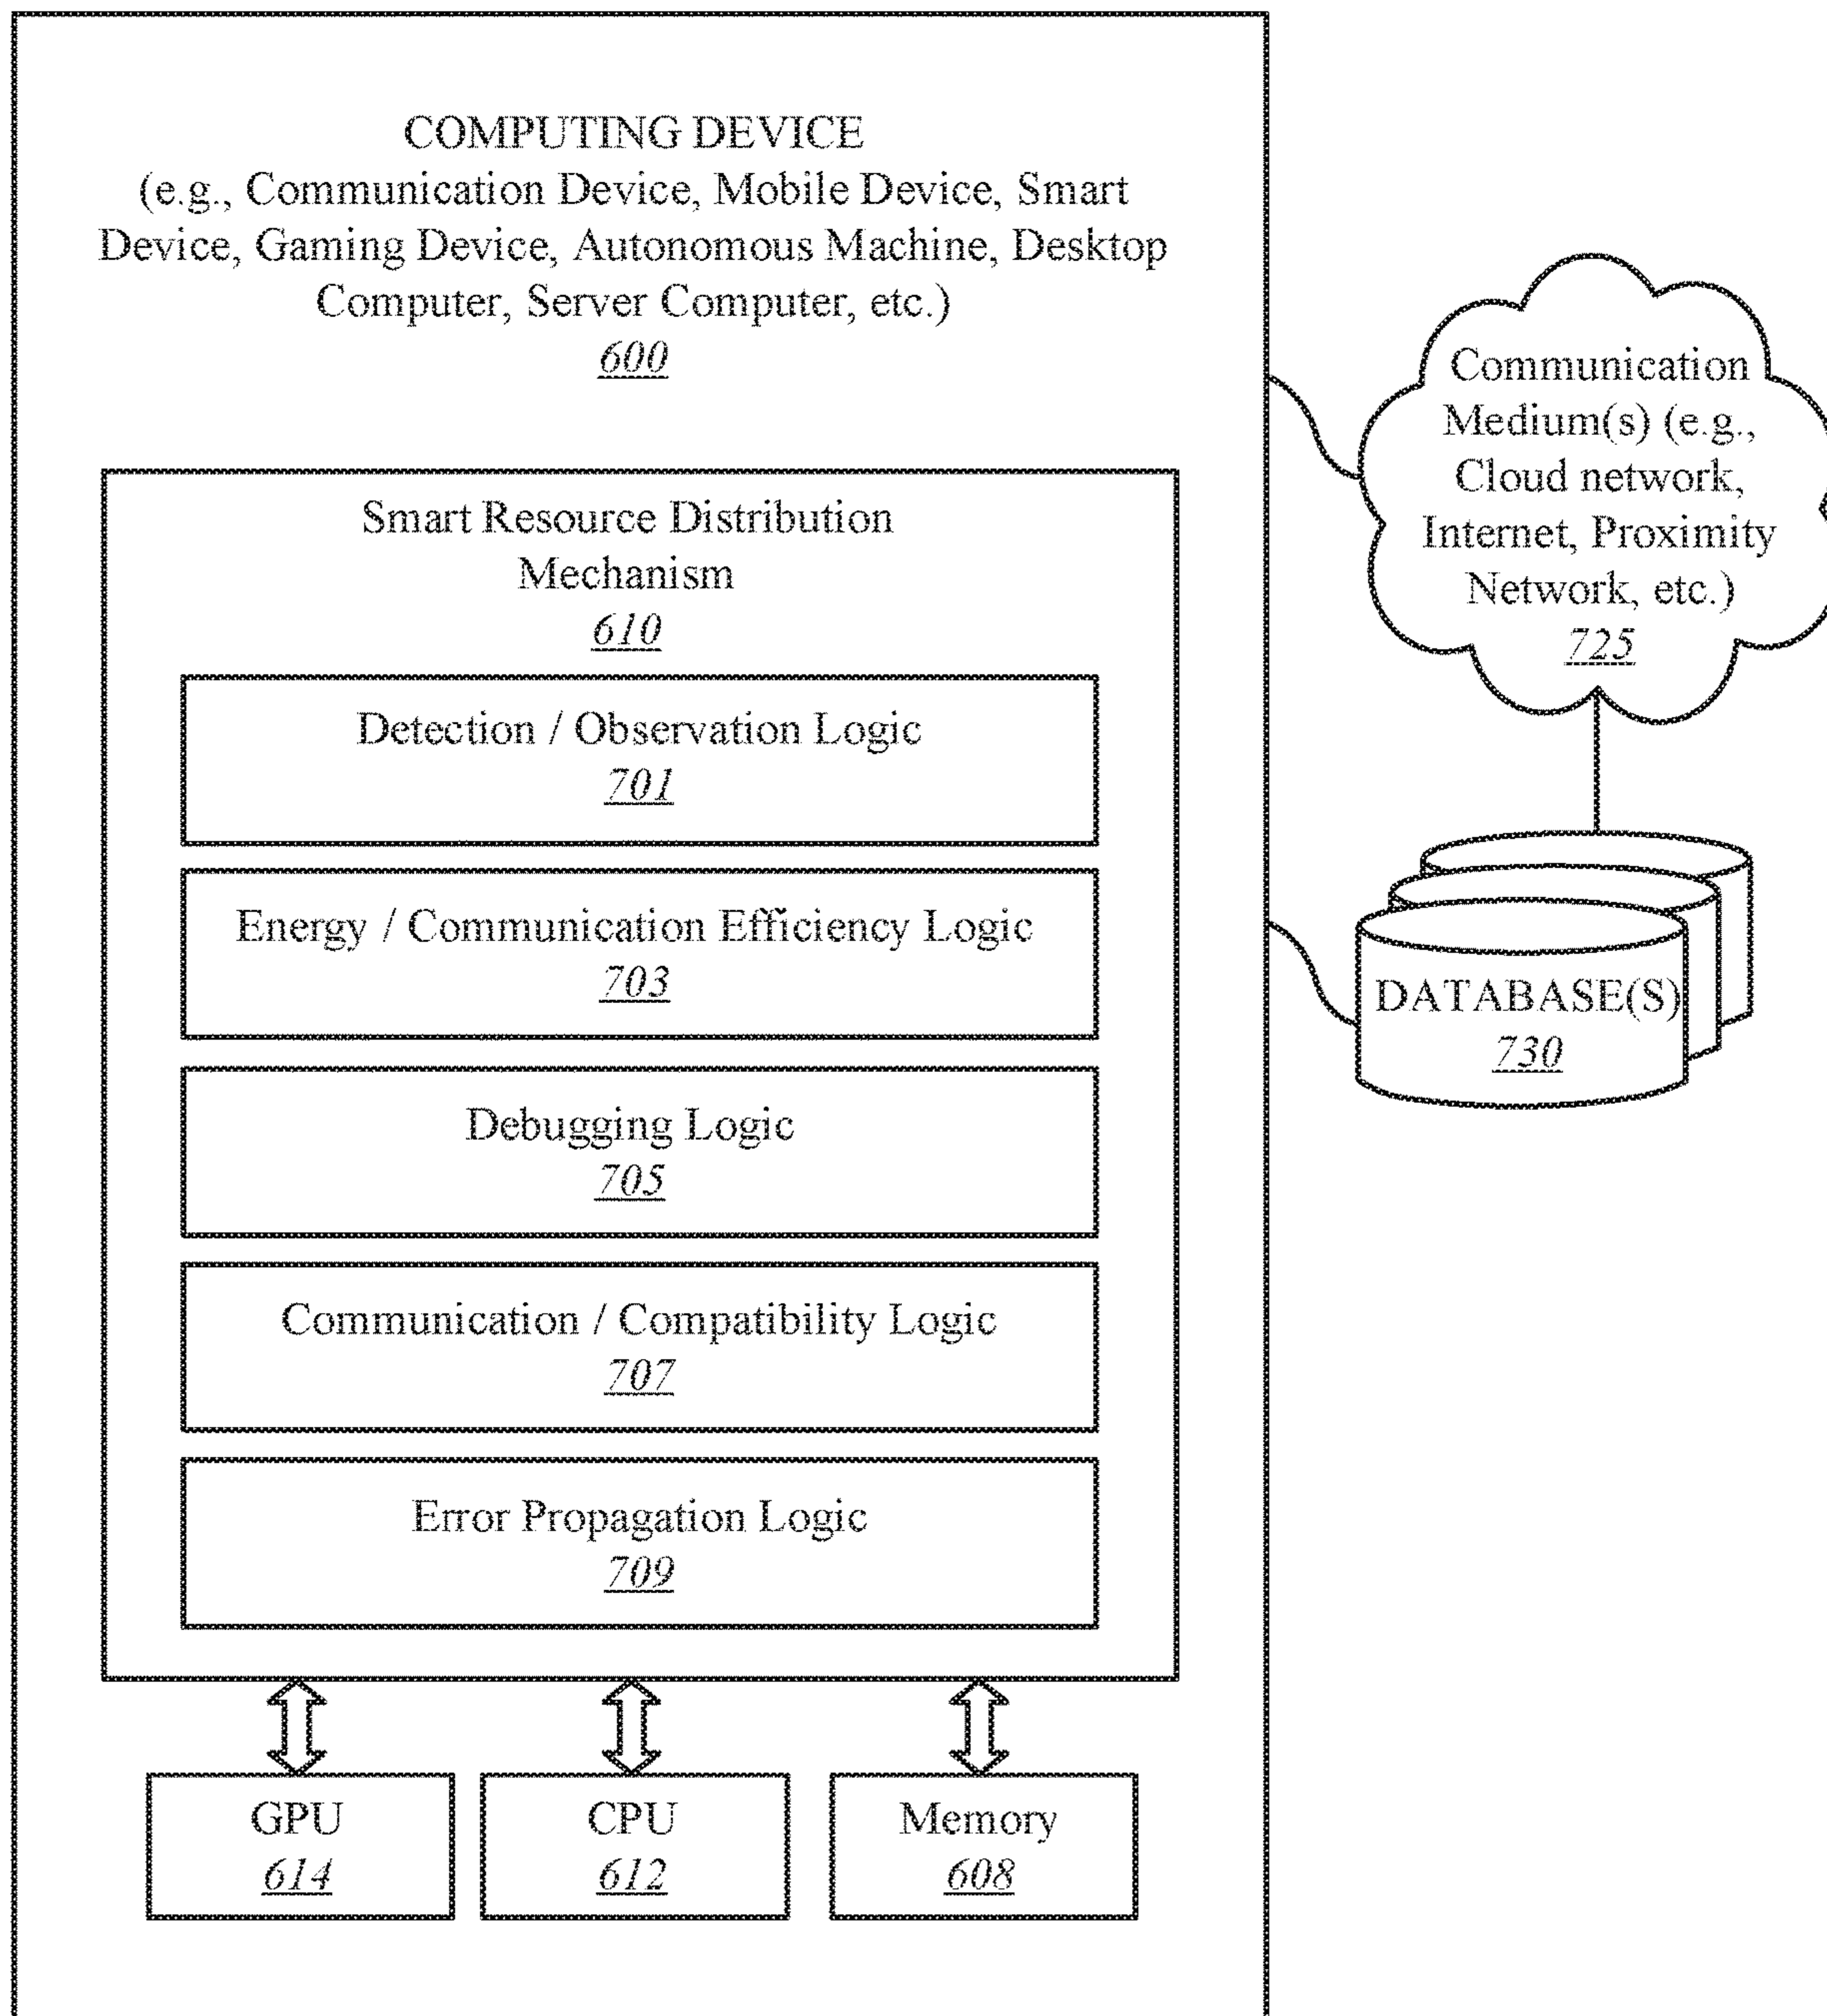 COMPUTING DEVICE
(e.g., Communication Device, Mobile Device, Smart
Device, Gaming Device, Autonomous Machine, Desktop
Computer, Server Computer, etc.)
600
Smart Resource Distribution
Mechanism
610
Detection / Observation Logic
701
Energy / Communication Efficiency Logic
703
Debugging Logic
705
Communication / Compatibility Logic
707
Error Propagation Logic
709
GPU
614
CPU
612
Memory
608
Communication
Medium(s) (e.g.,
Cloud network,
Internet, Proximity
Network, etc.)
725
DATABASE(S)
730